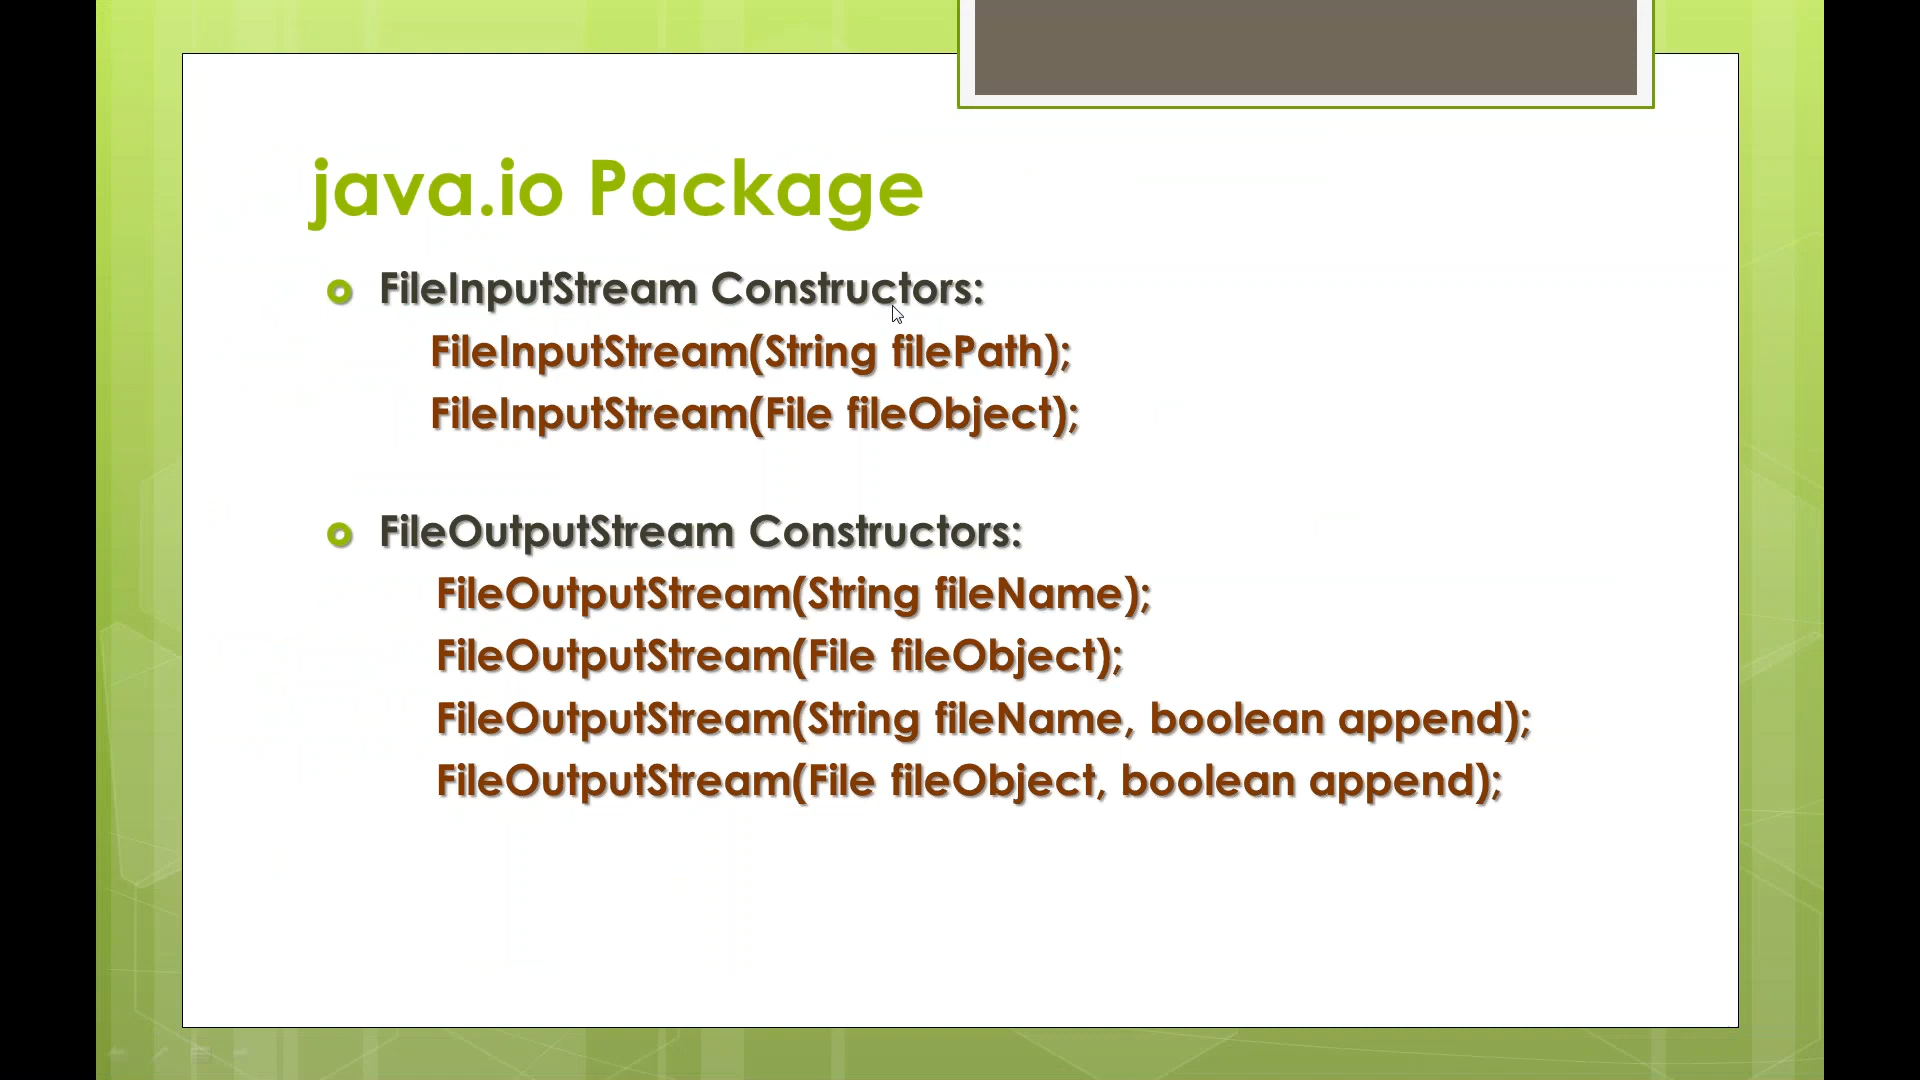 java.io Package
FileInputStream Constructors:
FileInputStream(String filePath);
FileInputStream(File fileObject);
FileOutputStream Constructors:
FileOutputStream(String fileName);
FileOutputStream(File fileObject);
FileOutputStream(String fileName, boolean append);
FileOutputStream(File fileObject, boolean append);